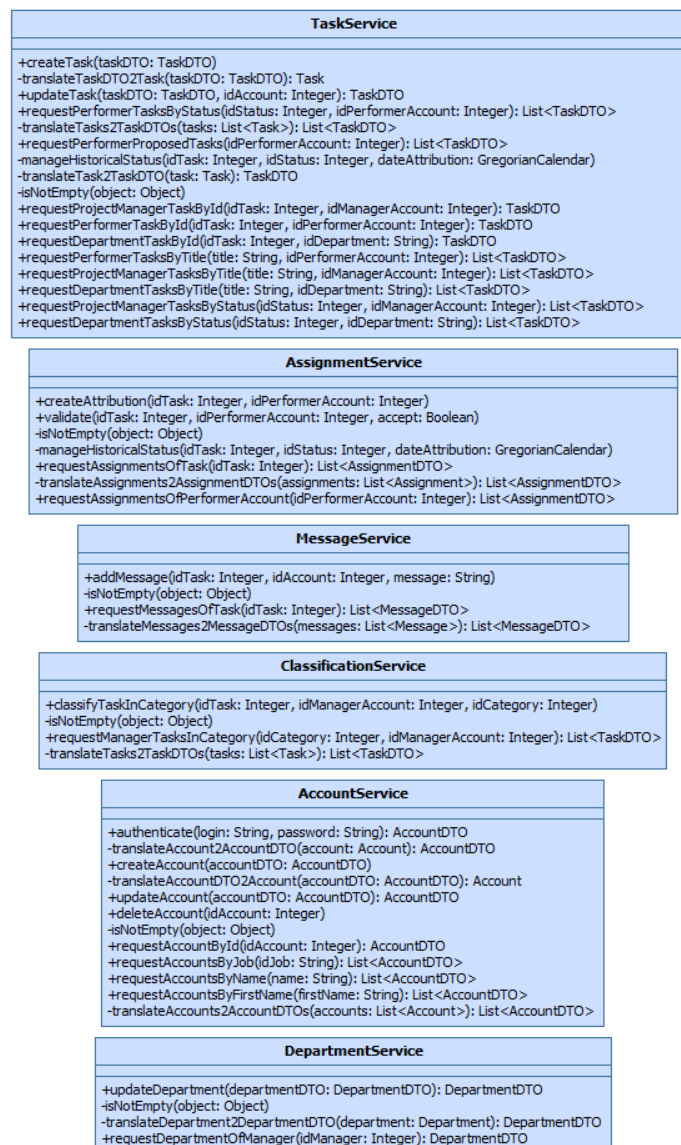 TaskService
+createTask(taskDTO: TaskDTO)
-translateTaskDTO2Task(taskDTO: TaskDTO): Task
+updateTask(taskDTO: TaskDTO, idAccount: Integer): TaskDTO
+requestPerformerTasksByStatus(idStatus: Integer, idPerformerAccount: Integer): List<TaskDTO>
-translateTasks2TaskDTOs(tasks: List<Task>): List<TaskDTO>
+requestPerformerProposedTasks(idPerformerAccount: Integer): List<TaskDTO>
-manageHistoricalStatus(idTask: Integer, idStatus: Integer, dateAttribution: GregorianCalendar)
-translateTask2TaskDTO(task: Task): TaskDTO
-isNotEmpty(object: Object)
+requestProjectManagerTaskById(idTask: Integer, idManagerAccount: Integer): TaskDTO
+requestPerformerTaskById(idTask: Integer, idPerformerAccount: Integer): TaskDTO
+requestDepartmentTaskById(idTask: Integer, idDepartment: String): TaskDTO
+requestPerformerTasksByTitle(title: String, idPerformerAccount: Integer): List<TaskDTO>
+requestProjectManagerTasksByTitle(title: String, idManagerAccount: Integer): List<TaskDTO>
+requestDepartmentTasksByTitle(title: String, idDepartment: String): List<TaskDTO>
+requestProjectManagerTasksByStatus(idStatus: Integer, idManagerAccount: Integer): List<TaskDTO>
+requestDepartmentTasksByStatus(idStatus: Integer, idDepartment: String): List<TaskDTO>
AssignmentService
+createAttribution(idTask: Integer, idPerformerAccount: Integer)
+validate(idTask: Integer, idPerformerAccount: Integer, accept: Boolean)
-isNotEmpty(object: Object)
-manageHistoricalStatus(idTask: Integer, idStatus: Integer, dateAttribution: GregorianCalendar)
+requestAssignmentsOfTask(idTask: Integer): List<AssignmentDTO>
-translateAssignments2AssignmentDTOs(assignments: List<Assignment>): List<AssignmentDTO>
+requestAssignmentsOfPerformerAccount(idPerformerAccount: Integer): List<AssignmentDTO>
MessageService
+addMessage(idTask: Integer, idAccount: Integer, message: String)
-isNotEmpty(object: Object)
+requestMessagesOfTask(idTask: Integer): List<MessageDTO>
-translateMessages2MessageDTOs(messages: List<Message>): List<MessageDTO>
ClassificationService
+classifyTaskInCategory(idTask: Integer, idManagerAccount: Integer, idCategory: Integer)
-isNotEmpty(object: Object)
+requestManagerTasksInCategory(idCategory: Integer, idManagerAccount: Integer): List<TaskDTO>
-translateTasks2TaskDTOs(tasks: List<Task>): List<TaskDTO>
AccountService
+authenticate(login: String, password: String): AccountDTO
-translateAccount2AccountDTO(account: Account): AccountDTO
+createAccount(accountDTO: AccountDTO)
-translateAccountDTO2Account(accountDTO: AccountDTO): Account
+updateAccount(accountDTO: AccountDTO): AccountDTO
+deleteAccount(idAccount: Integer)
-isNotEmpty(object: Object)
+requestAccountById(idAccount: Integer): AccountDTO
+requestAccountsByJob(idJob: String): List<AccountDTO>
+requestAccountsByName(name: String): List<AccountDTO>
+requestAccountsByFirstName(firstName: String): List<AccountDTO>
-translateAccounts2AccountDTOs(accounts: List<Account>): List<AccountDTO>
DepartmentService
+updateDepartment(departmentDTO: DepartmentDTO): DepartmentDTO
-isNotEmpty(object: Object)
-translateDepartment2DepartmentDTO(department: Department): DepartmentDTO
+requestDepartmentOfManager(idManager: Integer): DepartmentDTO